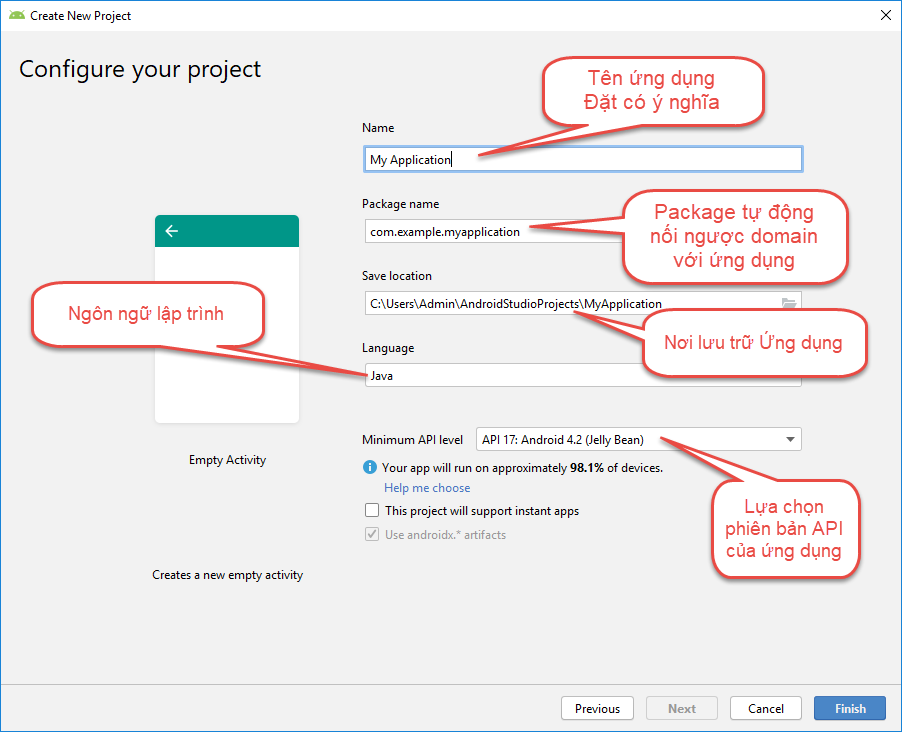 Create New Project
Configure your project
Tên ứng dụng
Đặt có ý nghĩa
Name
My Application
Package name
com.example.myapplication
Package tự động
nối ngược domain
với ứng dụng
Save location
C:\Users\Admin\AndroidStudioProjects\MyApplication
Ngôn ngữ lập trình
Nơi lưu trữ Ứng dụng
Language
Java
Minimum API level
API 17: Android 4.2 (Jelly Bean)
Empty Activity
Your app will run on approximately 98.1% of devices.
Help me choose
This project will support instant apps
Use androidx.* artifacts
Lựa chọn
phiên bản API
của ứng dụng
Creates a new empty activity
Previous
Next
Cancel
Finish